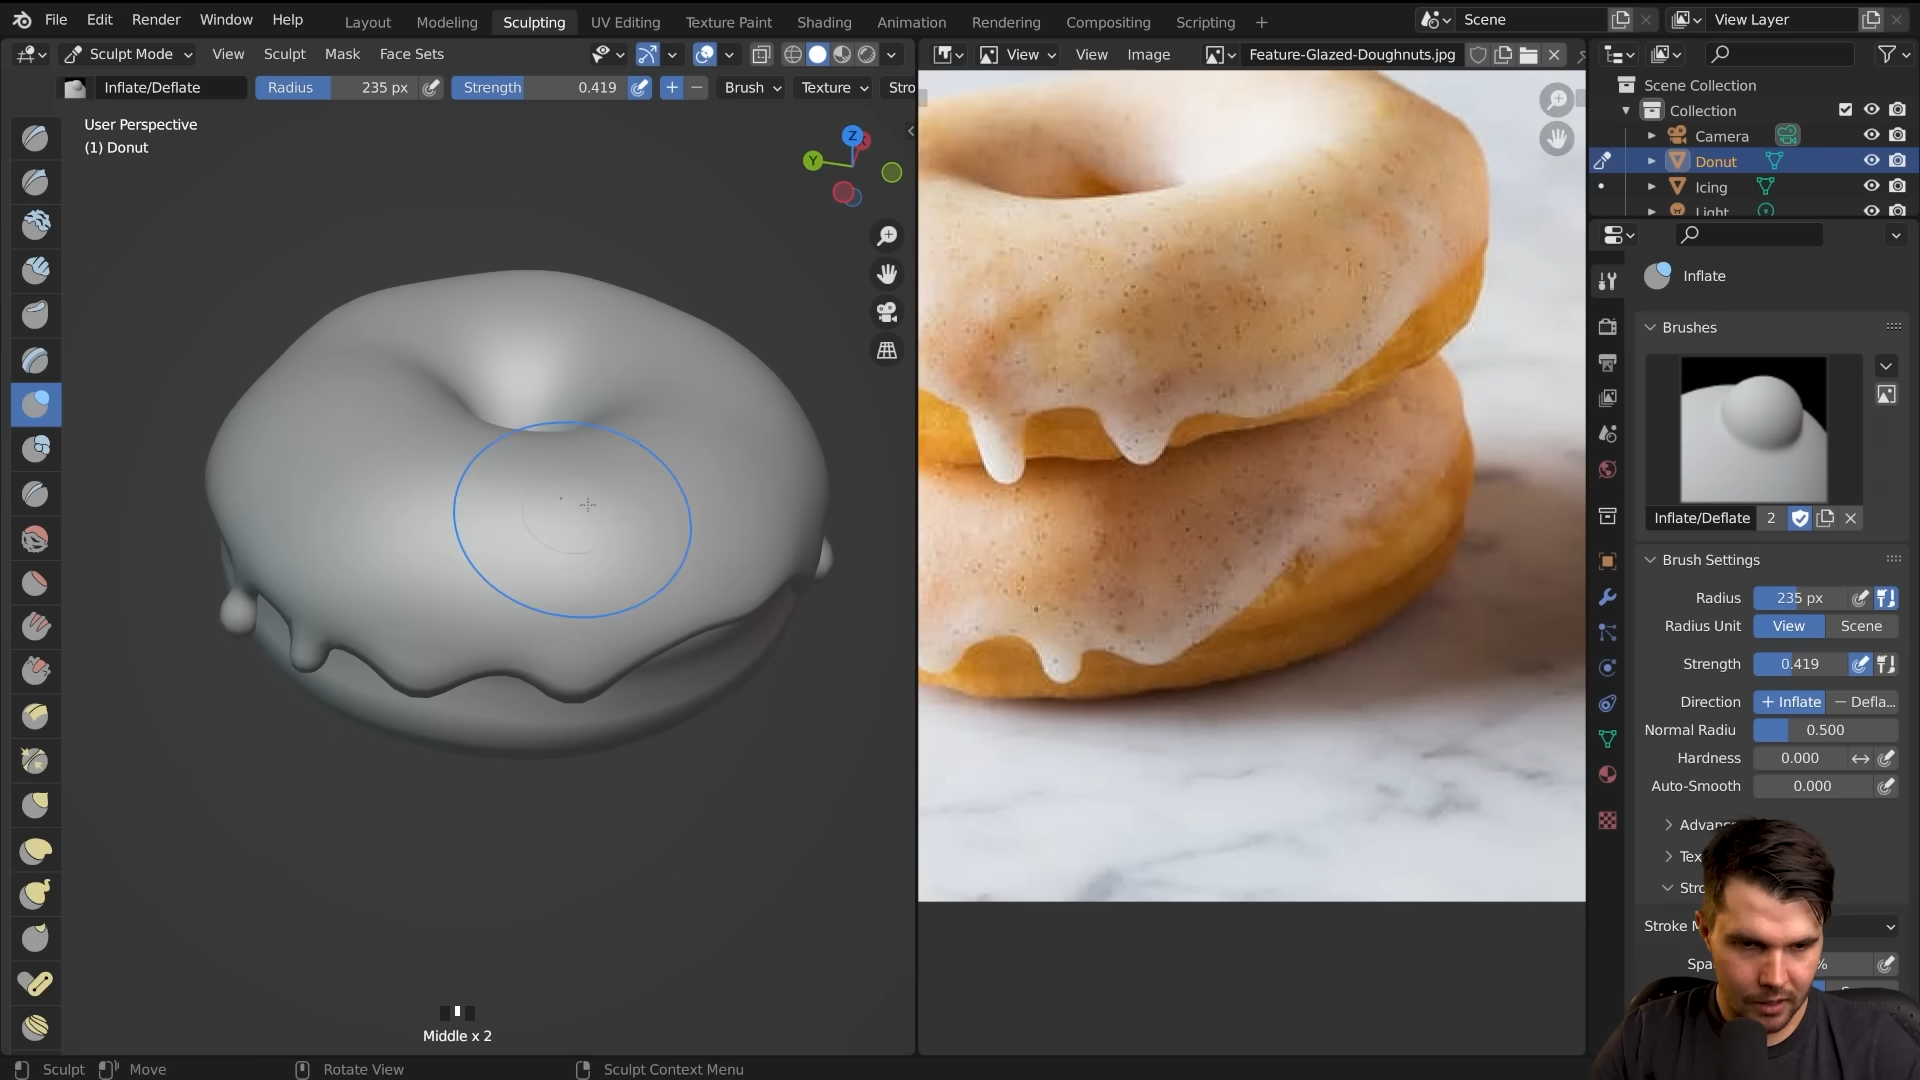 File Edit Render Window Help Layout Modeling Sculpting UV Editing Texture Paint Shading Animation Rendering Compositing Scripting Scene View Layer
Sculpt Mode View Sculpt Mask Face Sets View View Image Feature-Glazed-Doughnuts.jpg
Inflate/Deflate Radius 235 px Strength 0.419 Brush Texture Stro
User Perspective
(1) Donut
Z
X
Y
Middle x 2
Scene Collection
Collection
Camera
Donut
Icing
Light
Inflate
Brushes
Inflate/Deflate 2
Brush Settings
Radius 235 px
Radius Unit View Scene
Strength 0.419
Direction + Inflate − Defla...
Normal Radiu 0.500
Hardness 0.000
Auto-Smooth 0.000
Advanc
Tex
Stro
Stroke M
Spa %
Sculpt Move Rotate View Sculpt Context Menu